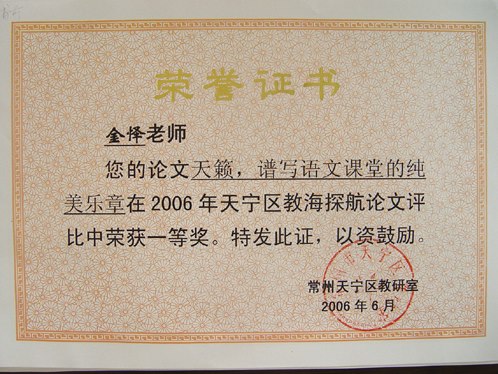 荣誉证书
金怿老师
您的论文天籁，谱写语文课堂的纯
美乐章在2006年天宁区教海探航论文评
比中荣获一等奖。特发此证，以资鼓励。
常州天宁区教研室
2006年6月